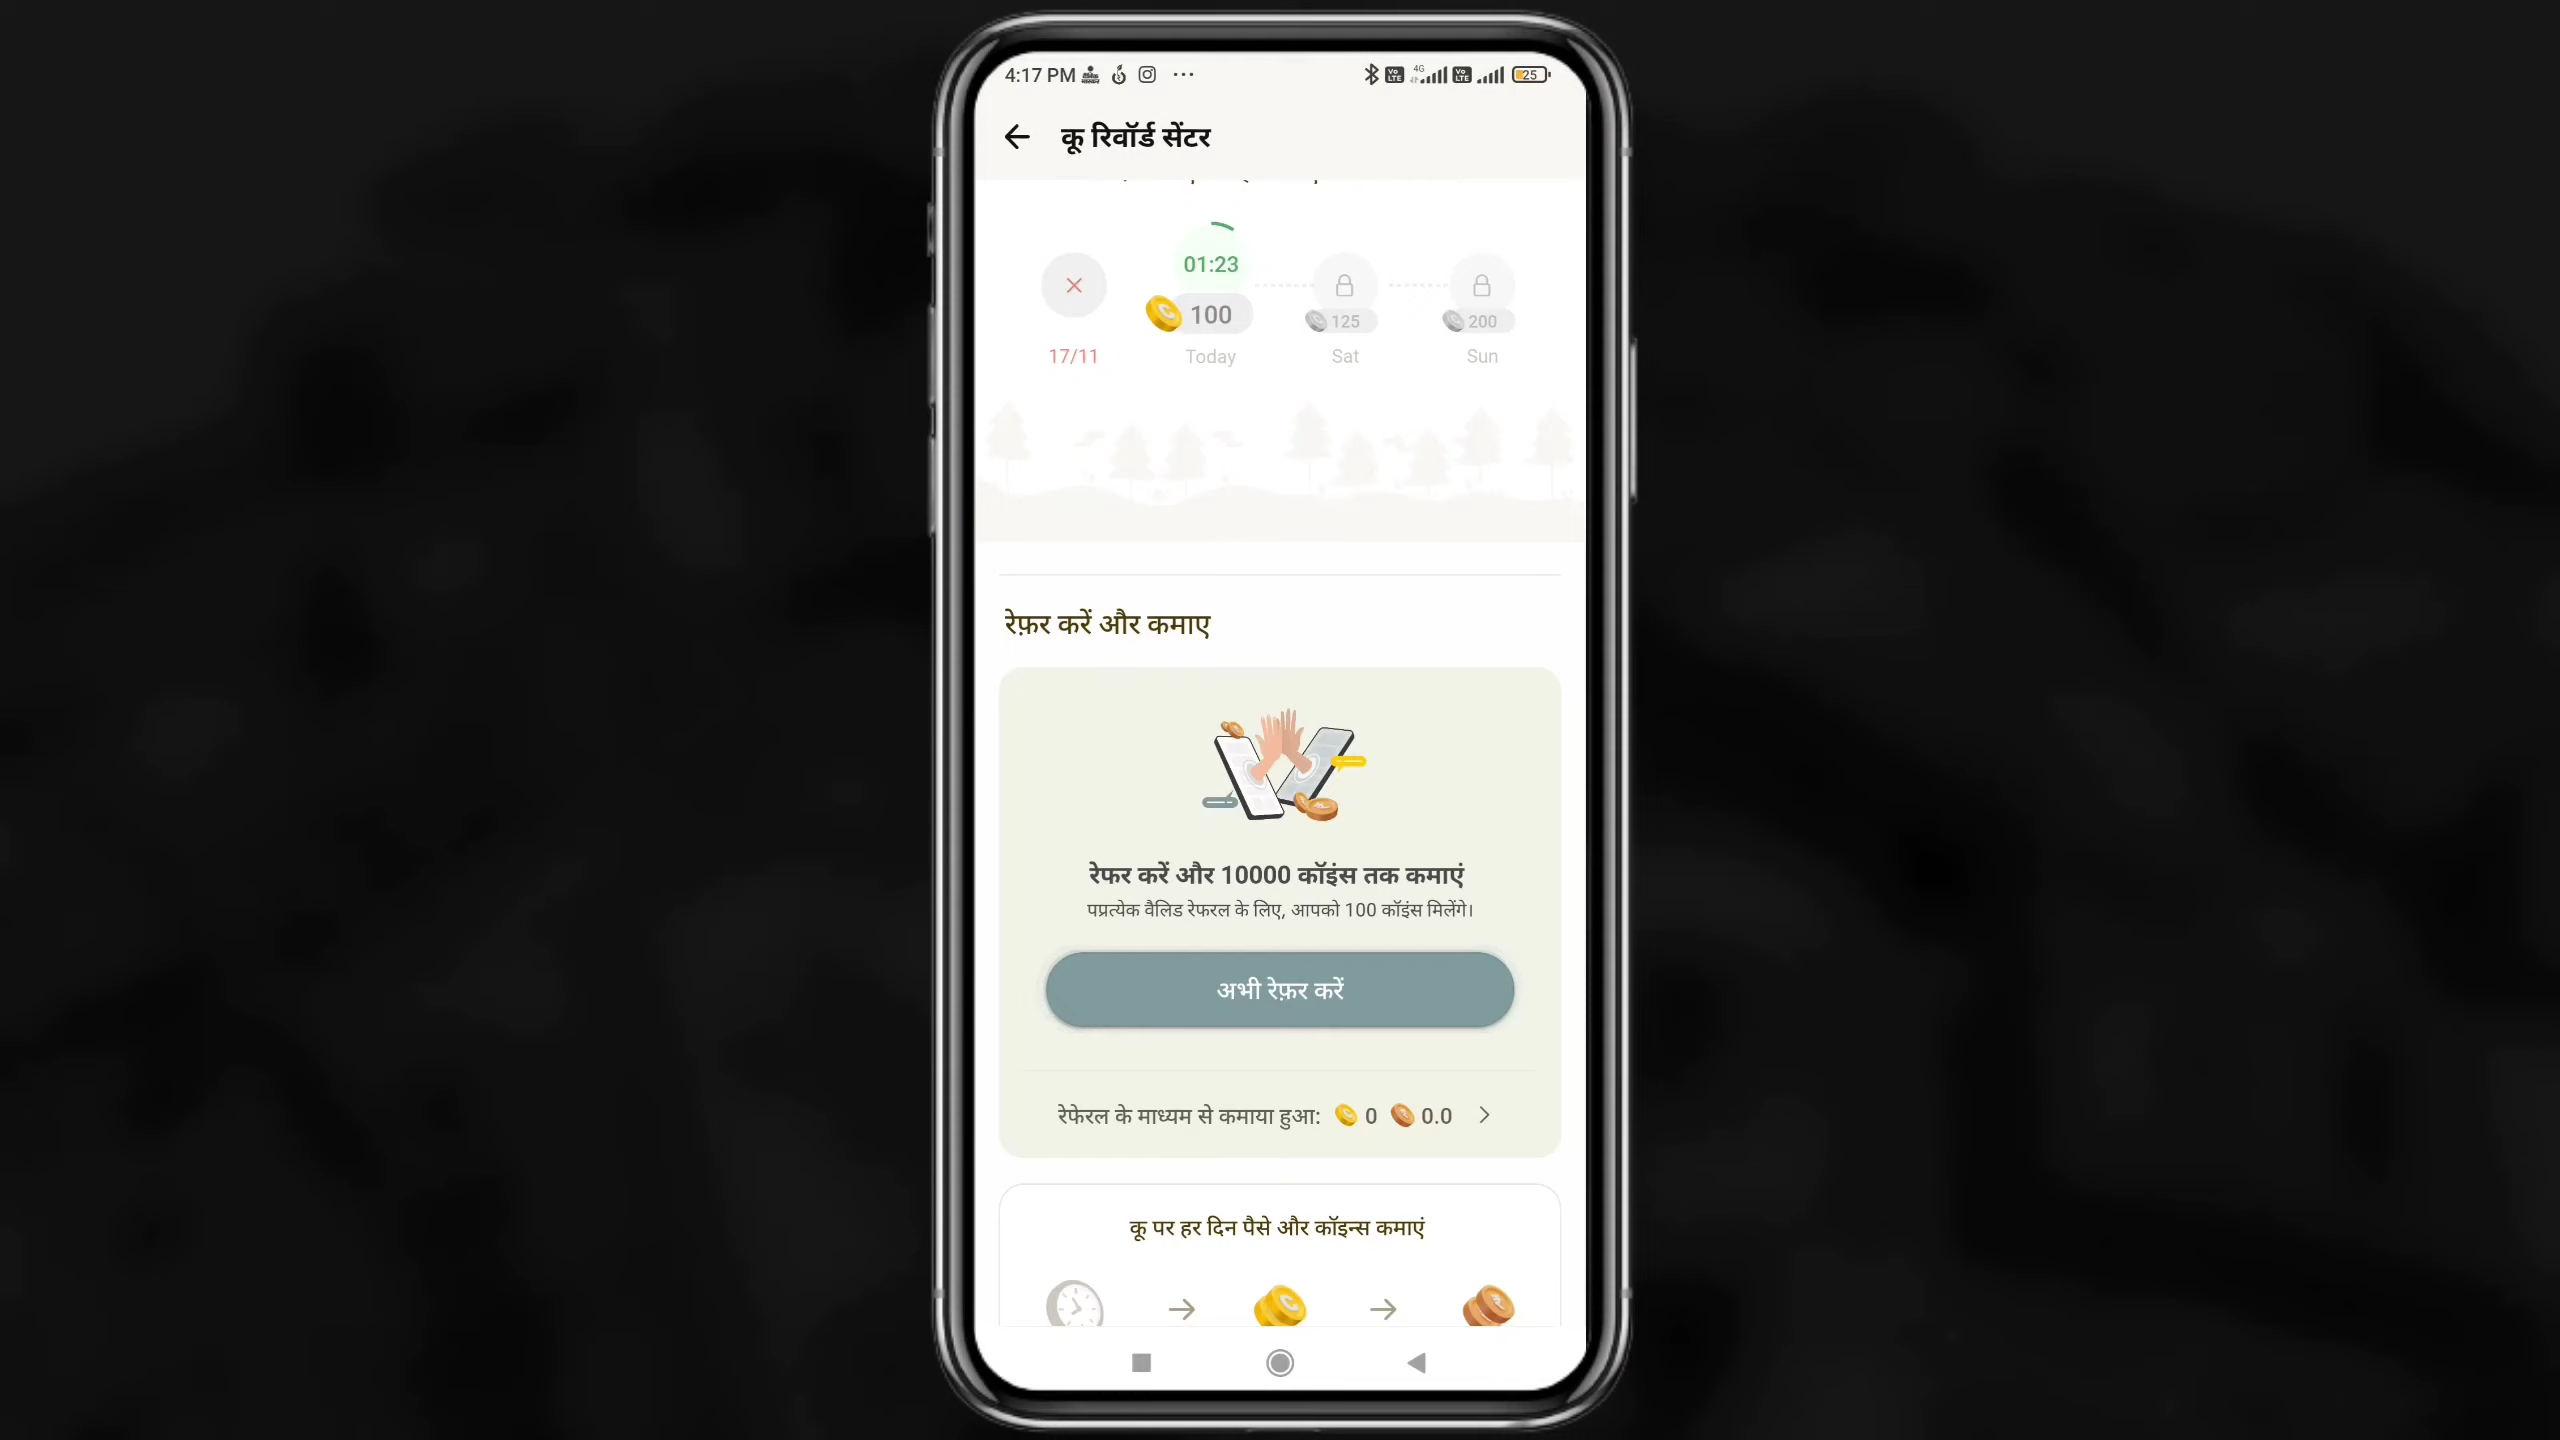 4:17 PM
4G
25
कू रिवॉर्ड सेंटर
01:23
100
125
200
17/11
Today
Sat
Sun
रेफ़र करें और कमाए
रेफर करें और 10000 कॉइंस तक कमाएं
पप्रत्येक वैलिड रेफरल के लिए, आपको 100 कॉइंस मिलेंगे।
अभी रेफ़र करें
रेफेरल के माध्यम से कमाया हुआ: 0 0.0
कू पर हर दिन पैसे और कॉइन्स कमाएं